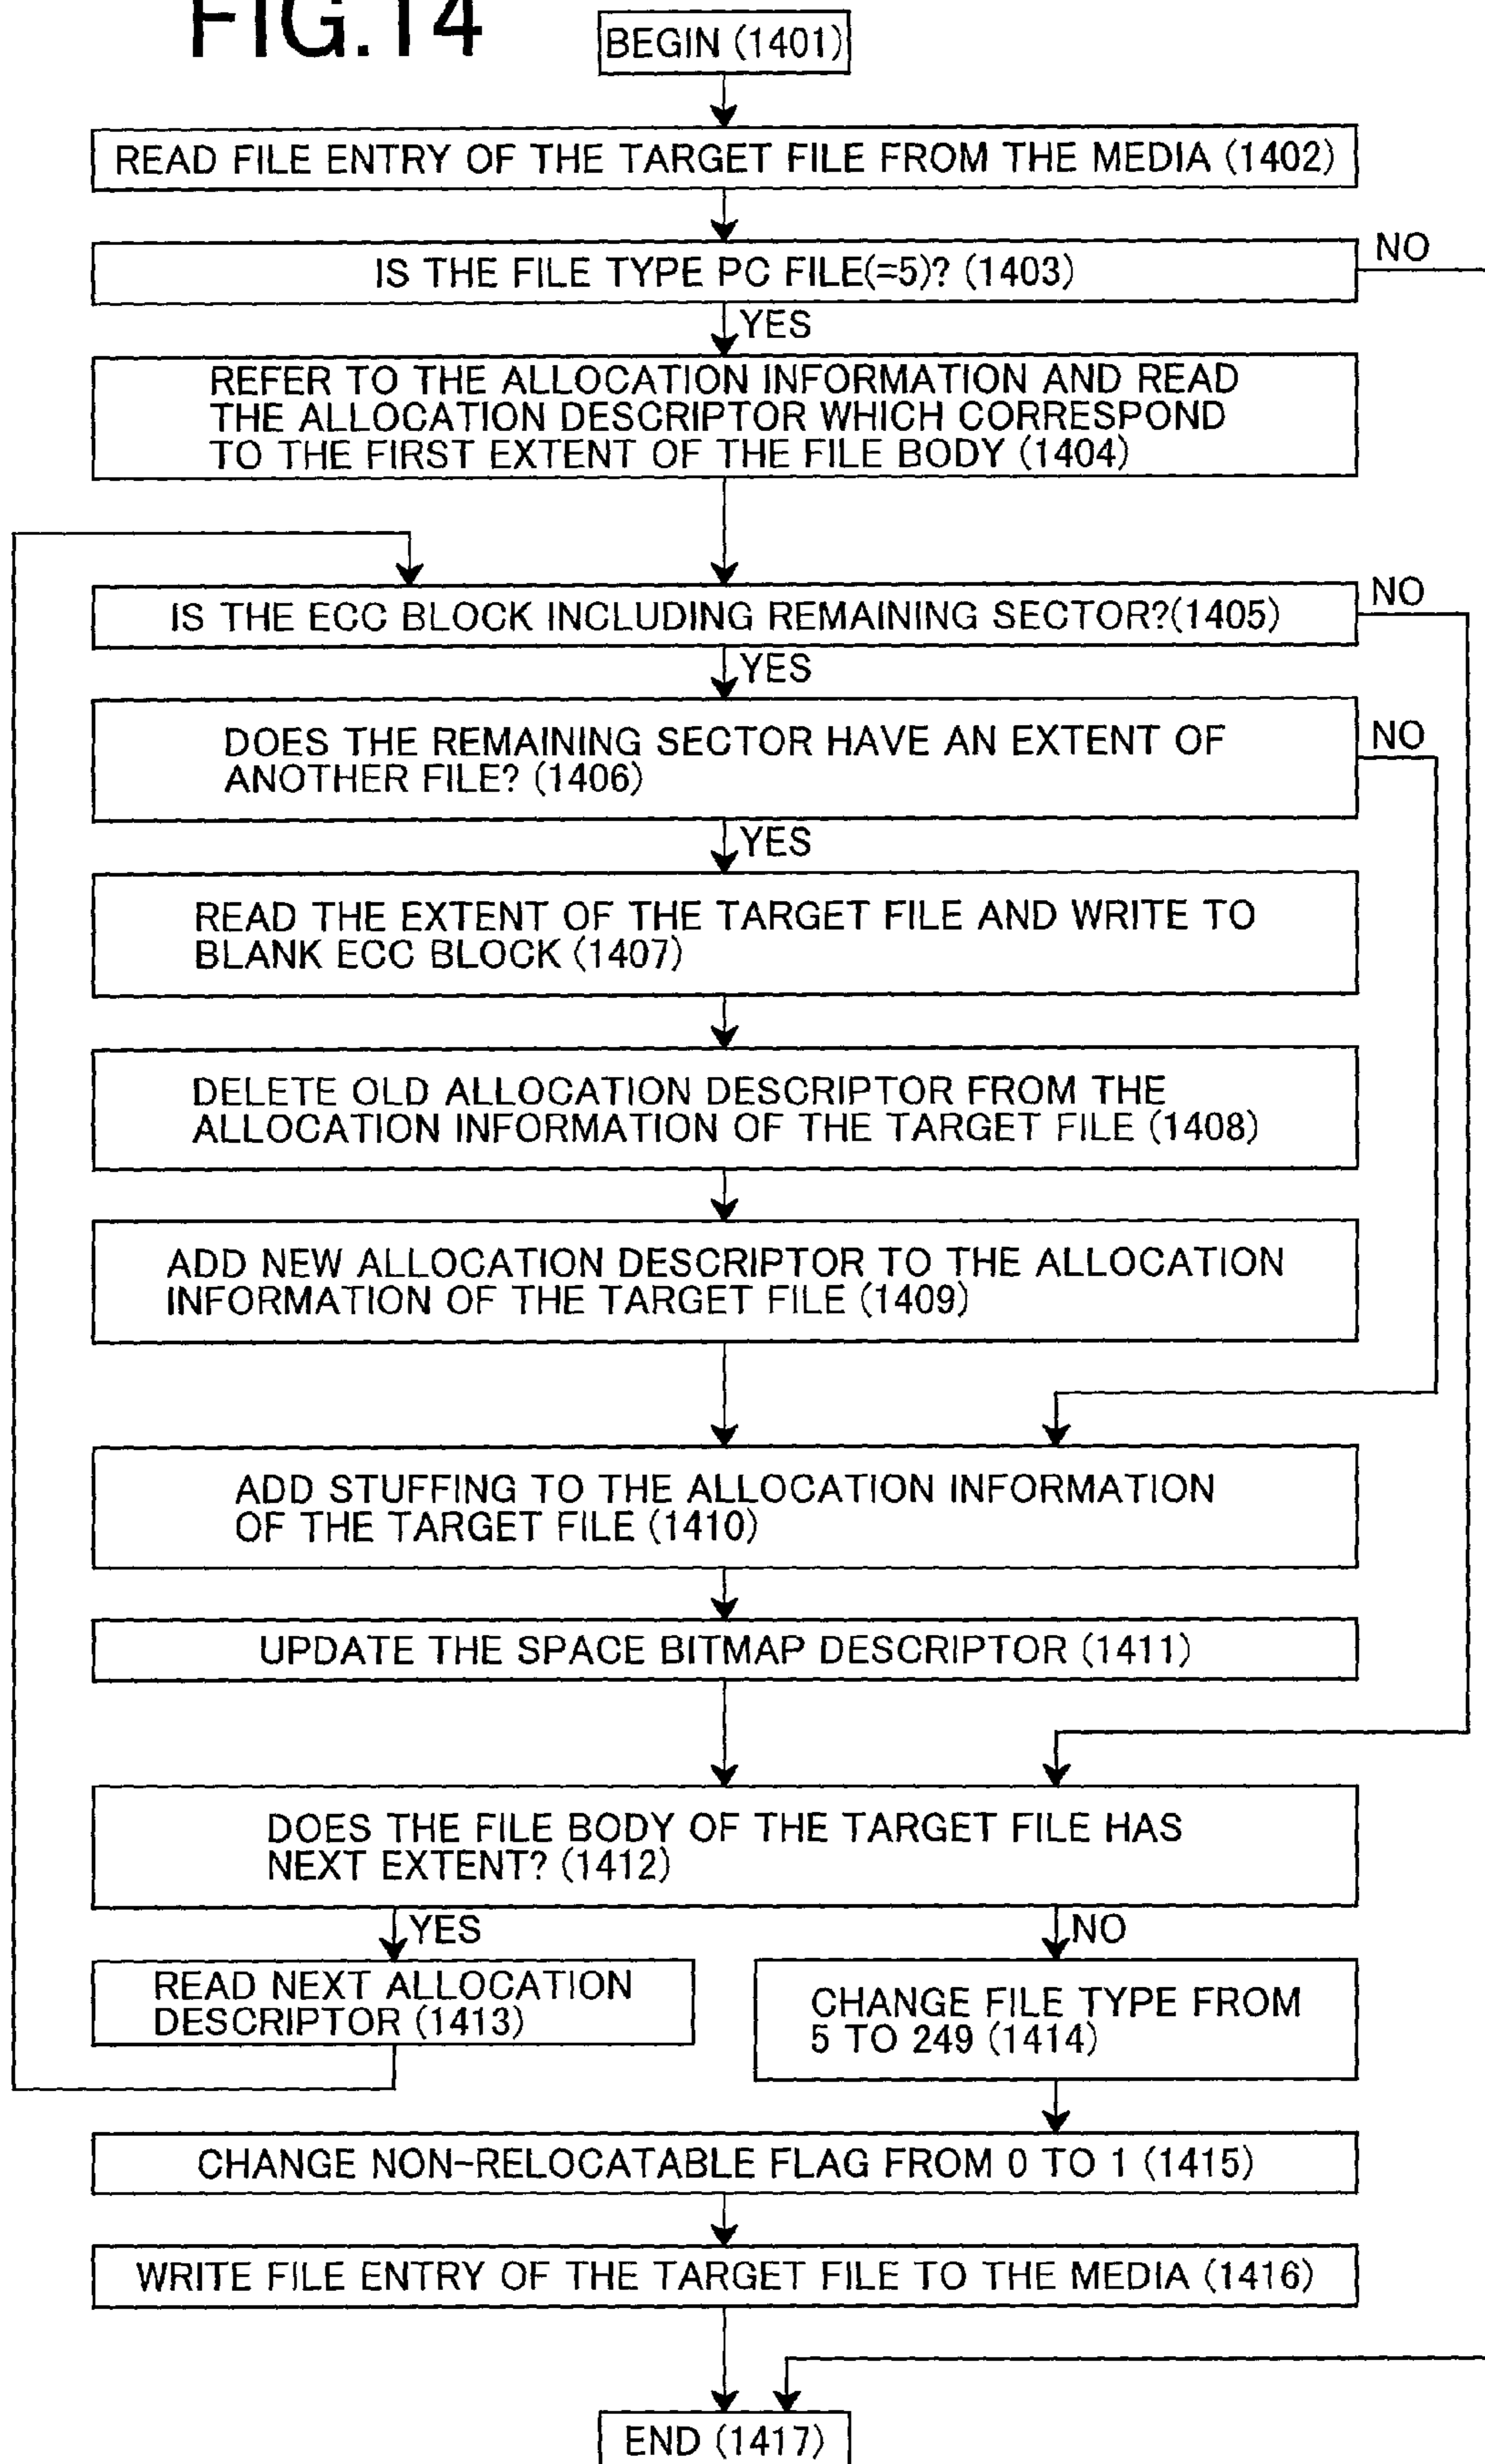 FIG.14
BEGIN (1401)
READ FILE ENTRY OF THE TARGET FILE FROM THE MEDIA (1402)
IS THE FILE TYPE PC FILE(=5)? (1403)
NO
YES
REFER TO THE ALLOCATION INFORMATION AND READ
THE ALLOCATION DESCRIPTOR WHICH CORRESPOND
TO THE FIRST EXTENT OF THE FILE BODY (1404)
IS THE ECC BLOCK INCLUDING REMAINING SECTOR?(1405)
NO
YES
DOES THE REMAINING SECTOR HAVE AN EXTENT OF
ANOTHER FILE? (1406)
NO
YES
READ THE EXTENT OF THE TARGET FILE AND WRITE TO
BLANK ECC BLOCK (1407)
DELETE OLD ALLOCATION DESCRIPTOR FROM THE
ALLOCATION INFORMATION OF THE TARGET FILE (1408)
ADD NEW ALLOCATION DESCRIPTOR TO THE ALLOCATION
INFORMATION OF THE TARGET FILE (1409)
ADD STUFFING TO THE ALLOCATION INFORMATION
OF THE TARGET FILE (1410)
UPDATE THE SPACE BITMAP DESCRIPTOR (1411)
DOES THE FILE BODY OF THE TARGET FILE HAS
NEXT EXTENT? (1412)
YES
NO
READ NEXT ALLOCATION
DESCRIPTOR (1413)
CHANGE FILE TYPE FROM
5 TO 249 (1414)
CHANGE NON-RELOCATABLE FLAG FROM 0 TO 1 (1415)
WRITE FILE ENTRY OF THE TARGET FILE TO THE MEDIA (1416)
END (1417)